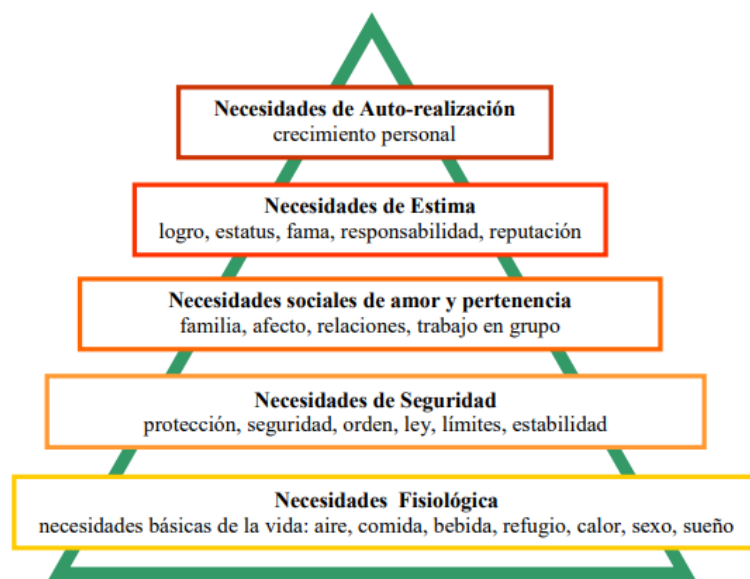 Necesidades de Auto-realización
crecimiento personal
Necesidades de Estima
logro, estatus, fama, responsabilidad, reputación
Necesidades sociales de amor y pertenencia
familia, afecto, relaciones, trabajo en grupo
Necesidades de Seguridad
protección, seguridad, orden, ley, límites, estabilidad
Necesidades Fisiológica
necesidades básicas de la vida: aire, comida, bebida, refugio, calor, sexo, sueño